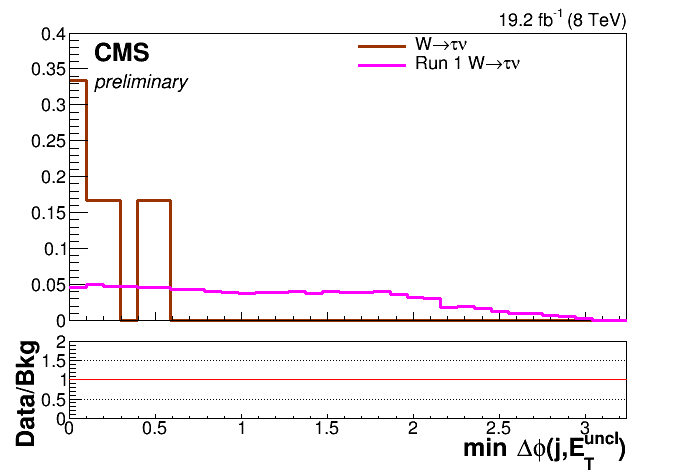 19.2 fb⁻¹ (8 TeV)
CMS
preliminary
W→τν
Run 1 W→τν
0.4
0.35
0.3
0.25
0.2
0.15
0.1
0.05
0
Data/Bkg
2
1.5
1
0.5
0
0 0.5 1 1.5 2 2.5 3
min Δϕ(j,E_T^uncl)